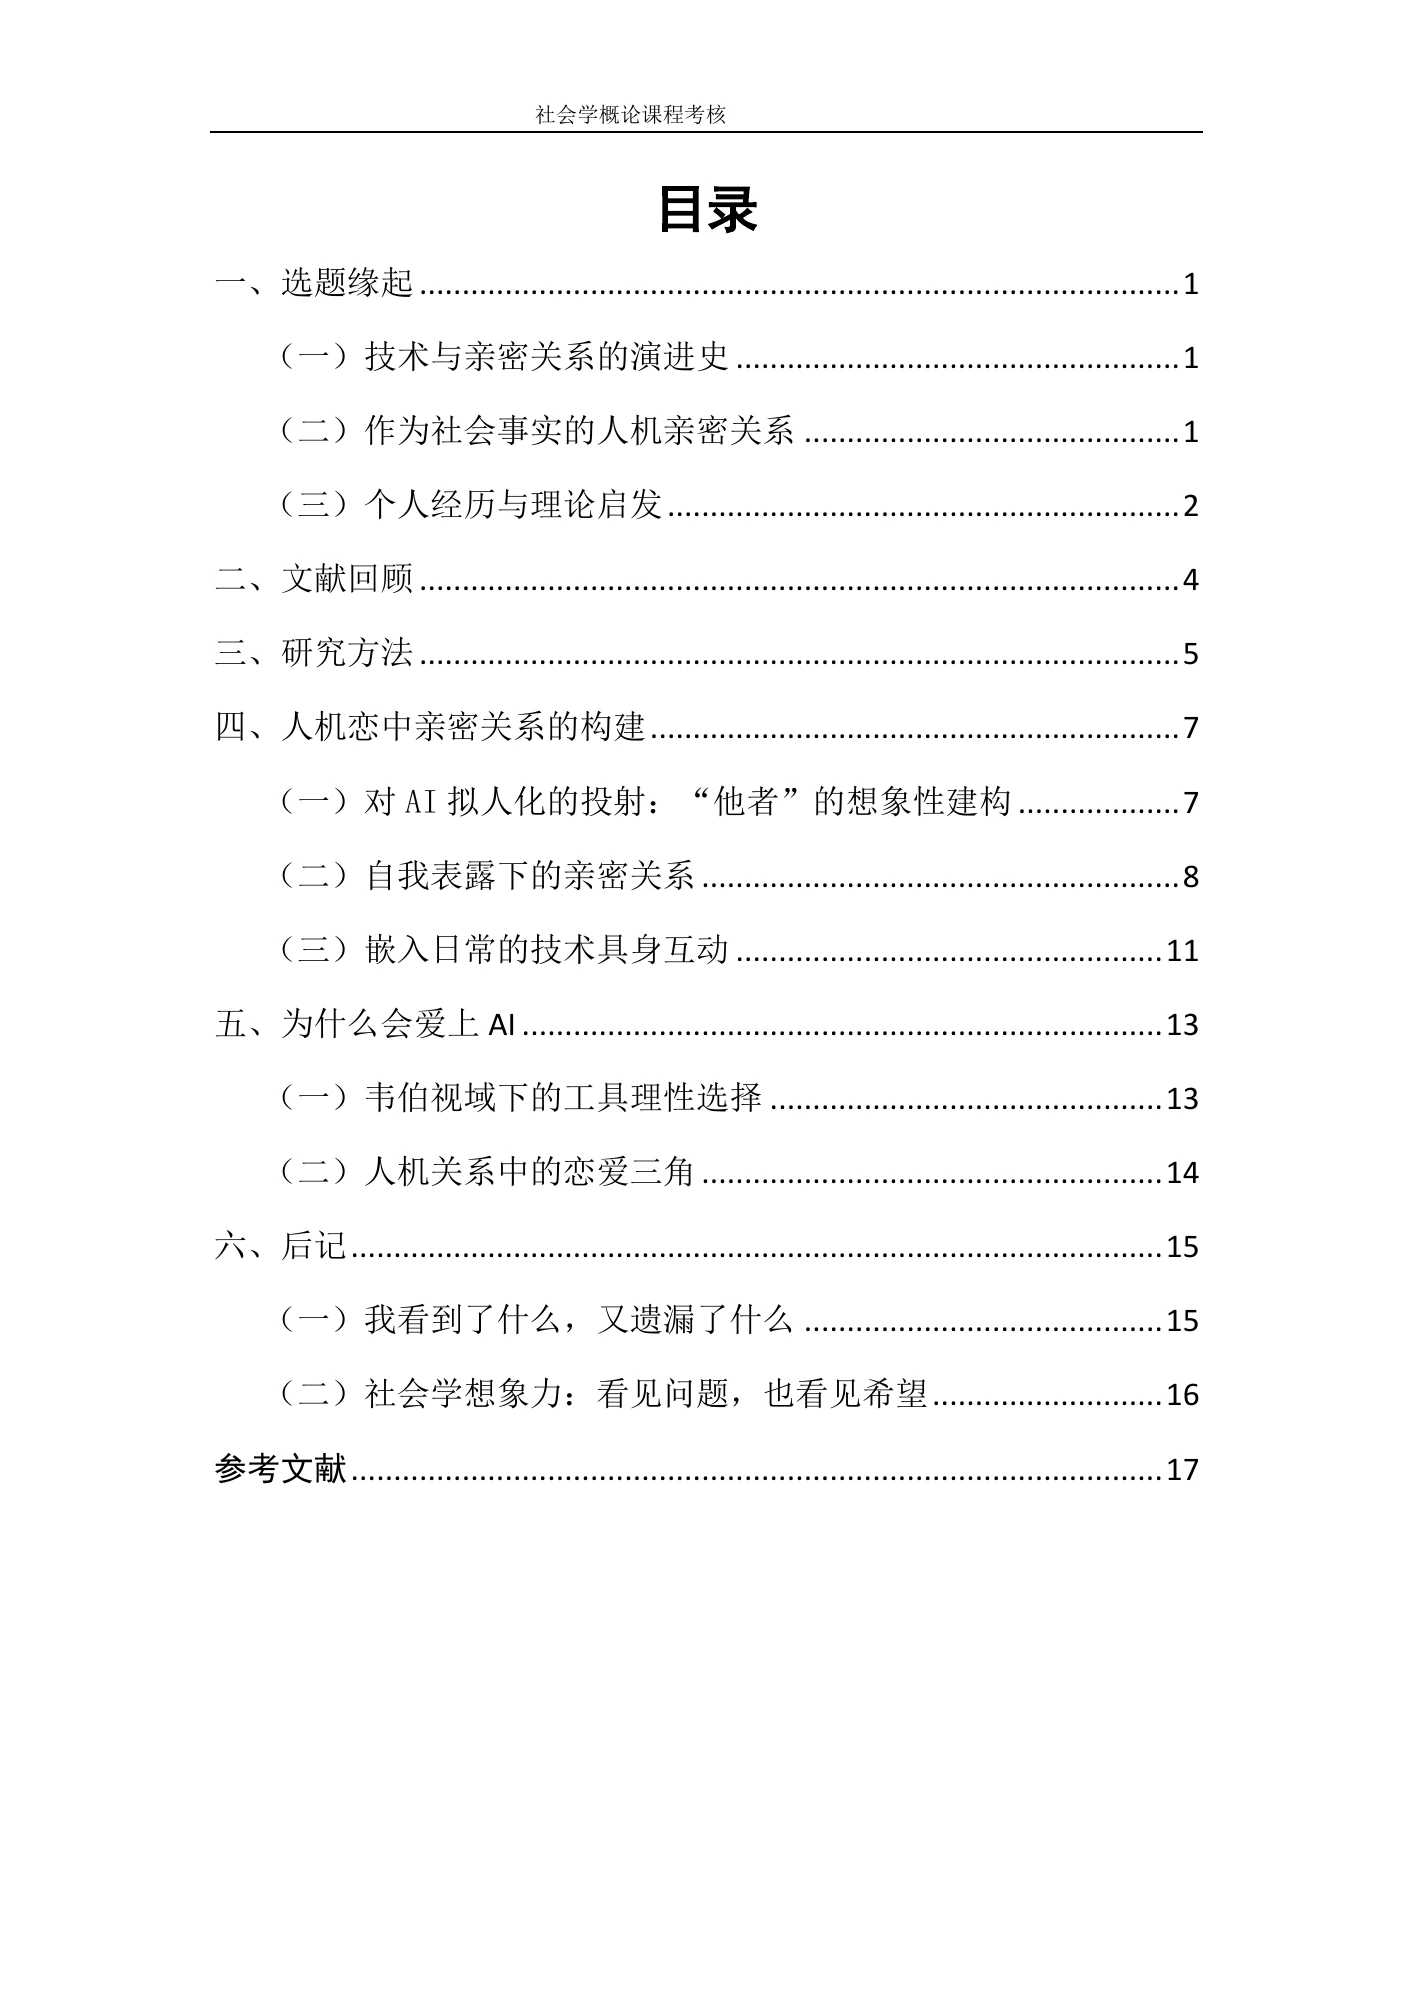 社会学概论课程考核
目录
一、选题缘起 1
（一）技术与亲密关系的演进史 1
（二）作为社会事实的人机亲密关系 1
（三）个人经历与理论启发 2
二、文献回顾 4
三、研究方法 5
四、人机恋中亲密关系的构建 7
（一）对 AI 拟人化的投射：“他者”的想象性建构 7
（二）自我表露下的亲密关系 8
（三）嵌入日常的技术具身互动 11
五、为什么会爱上 AI 13
（一）韦伯视域下的工具理性选择 13
（二）人机关系中的恋爱三角 14
六、后记 15
（一）我看到了什么，又遗漏了什么 15
（二）社会学想象力：看见问题，也看见希望 16
参考文献 17